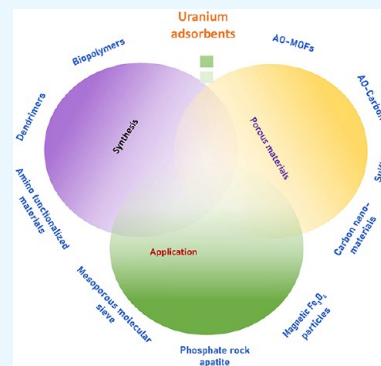 Uranium
adsorbents
Biopolymers
AO-MOFs
Dendrimers
AO-Carbon
Synthesis
Porous materials
Amino functionalized
materials
Carbon nano-
materials
Application
Mesoporous molecular
sieve
Magnetic Fe3O4
particles
Phosphate rock
apatite